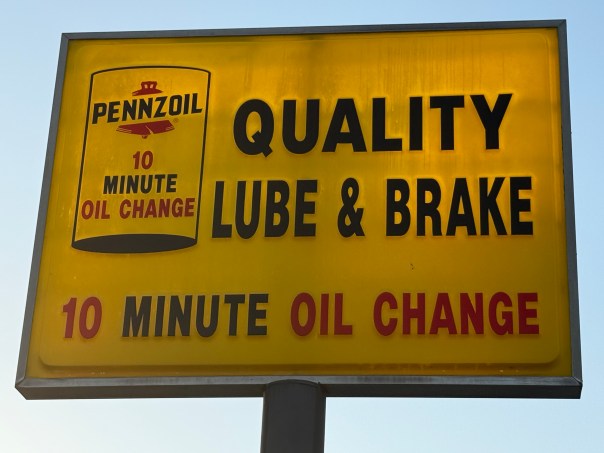 PENNZOIL
10
MINUTE
OIL CHANGE
QUALITY
LUBE & BRAKE
10 MINUTE OIL CHANGE